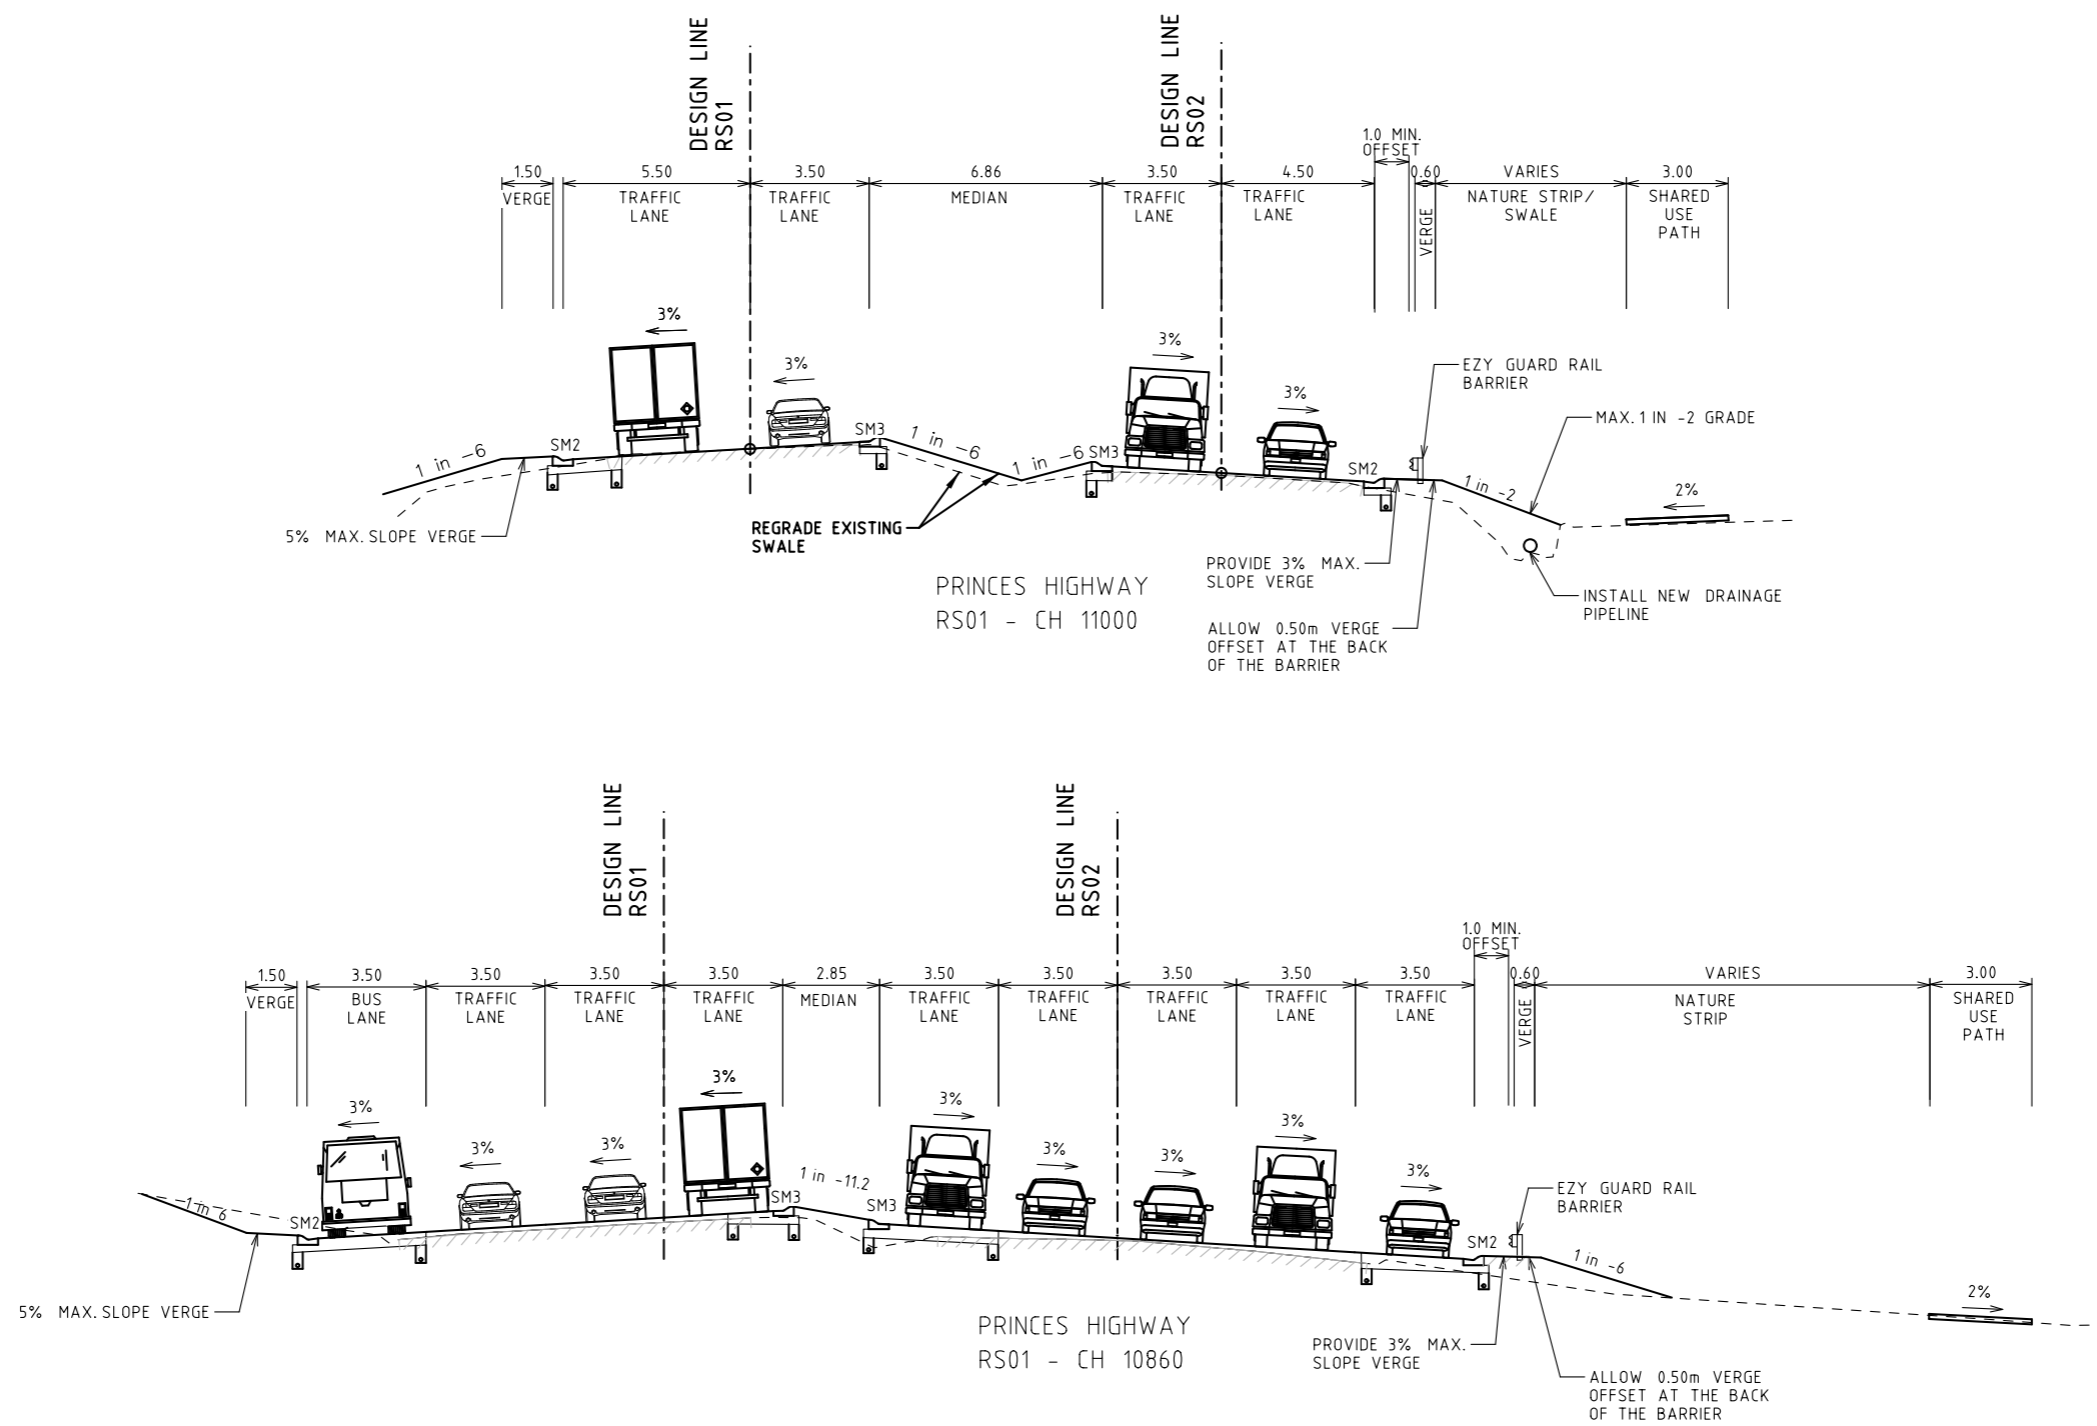 DESIGN LINE
RS01
DESIGN LINE
RS02
1.0 MIN.
OFFSET
1.50
5.50
3.50
6.86
3.50
4.50
0.60
VARIES
3.00
VERGE
TRAFFIC
LANE
TRAFFIC
LANE
MEDIAN
TRAFFIC
LANE
TRAFFIC
LANE
VERGE
NATURE STRIP/
SWALE
SHARED
USE
PATH
3%
3%
3%
3%
EZY GUARD RAIL
BARRIER
MAX. 1 IN -2 GRADE
1 in -6
SM2
SM3
1 in -6
1 in -6
SM3
SM2
1 in -2
2%
5% MAX. SLOPE VERGE
REGRADE EXISTING
SWALE
PROVIDE 3% MAX.
SLOPE VERGE
INSTALL NEW DRAINAGE
PIPELINE
ALLOW 0.50m VERGE
OFFSET AT THE BACK
OF THE BARRIER
PRINCES HIGHWAY
RS01 - CH 11000
DESIGN LINE
RS01
DESIGN LINE
RS02
1.0 MIN.
OFFSET
1.50
3.50
3.50
3.50
3.50
2.85
3.50
3.50
3.50
3.50
3.50
0.60
VARIES
3.00
VERGE
BUS
LANE
TRAFFIC
LANE
TRAFFIC
LANE
TRAFFIC
LANE
MEDIAN
TRAFFIC
LANE
TRAFFIC
LANE
TRAFFIC
LANE
TRAFFIC
LANE
TRAFFIC
LANE
VERGE
NATURE
STRIP
SHARED
USE
PATH
3%
3%
3%
3%
3%
3%
3%
3%
3%
EZY GUARD RAIL
BARRIER
1 in 6
SM2
SM3
1 in -11.2
SM3
SM2
1 in -6
2%
5% MAX. SLOPE VERGE
PROVIDE 3% MAX.
SLOPE VERGE
ALLOW 0.50m VERGE
OFFSET AT THE BACK
OF THE BARRIER
PRINCES HIGHWAY
RS01 - CH 10860